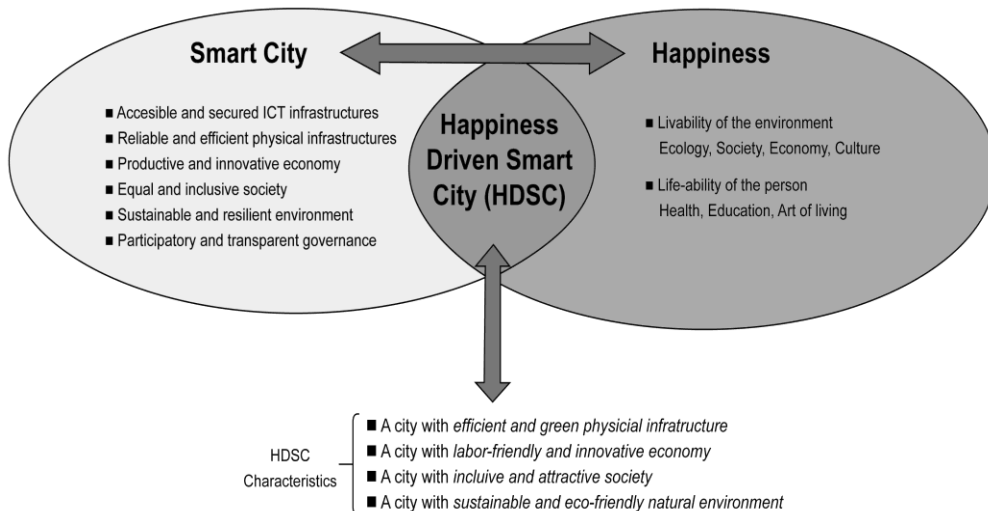 Smart City
■ Accesible and secured ICT infrastructures
■ Reliable and efficient physical infrastructures
■ Productive and innovative economy
■ Equal and inclusive society
■ Sustainable and resilient environment
■ Participatory and transparent governance
Happiness
Driven Smart
City (HDSC)
Happiness
■ Livability of the environment
Ecology, Society, Economy, Culture
■ Life-ability of the person
Health, Education, Art of living
HDSC
Characteristics
■ A city with efficient and green physicial infratructure
■ A city with labor-friendly and innovative economy
■ A city with incluive and attractive society
■ A city with sustainable and eco-friendly natural environment